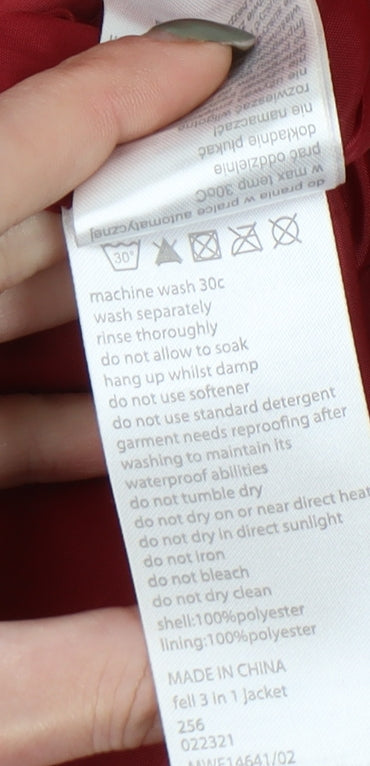 do prania w pralce automatycznej
w max temp 30oC
prać oddzielnie
dokładnie płukać
nie namaczać
rozwieszać wilgotne
nie
30°
machine wash 30c
wash separately
rinse thoroughly
do not allow to soak
hang up whilst damp
do not use softener
do not use standard detergent
garment needs reproofing after
washing to maintain its
waterproof abilities
do not tumble dry
do not dry on or near direct heat
do not dry in direct sunlight
do not iron
do not bleach
do not dry clean
shell:100%polyester
lining:100%polyester
MADE IN CHINA
fell 3 in 1 jacket
256
022321
MWF14641/02